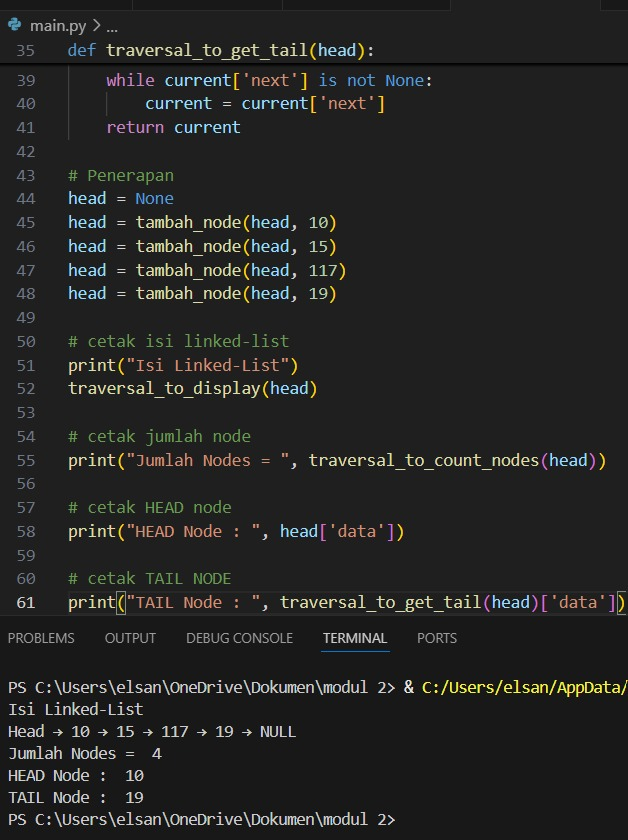 main.py > ...
35 def traversal_to_get_tail(head):
39     while current['next'] is not None:
40         current = current['next']
41     return current
42
43 # Penerapan
44 head = None
45 head = tambah_node(head, 10)
46 head = tambah_node(head, 15)
47 head = tambah_node(head, 117)
48 head = tambah_node(head, 19)
49
50 # cetak isi linked-list
51 print("Isi Linked-List")
52 traversal_to_display(head)
53
54 # cetak jumlah node
55 print("Jumlah Nodes = ", traversal_to_count_nodes(head))
56
57 # cetak HEAD node
58 print("HEAD Node : ", head['data'])
59
60 # cetak TAIL NODE
61 print("TAIL Node : ", traversal_to_get_tail(head)['data'])
PROBLEMS OUTPUT DEBUG CONSOLE TERMINAL PORTS
PS C:\Users\elsan\OneDrive\Dokumen\modul 2> & C:/Users/elsan/AppData/
Isi Linked-List
Head → 10 → 15 → 117 → 19 → NULL
Jumlah Nodes =  4
HEAD Node :  10
TAIL Node :  19
PS C:\Users\elsan\OneDrive\Dokumen\modul 2>